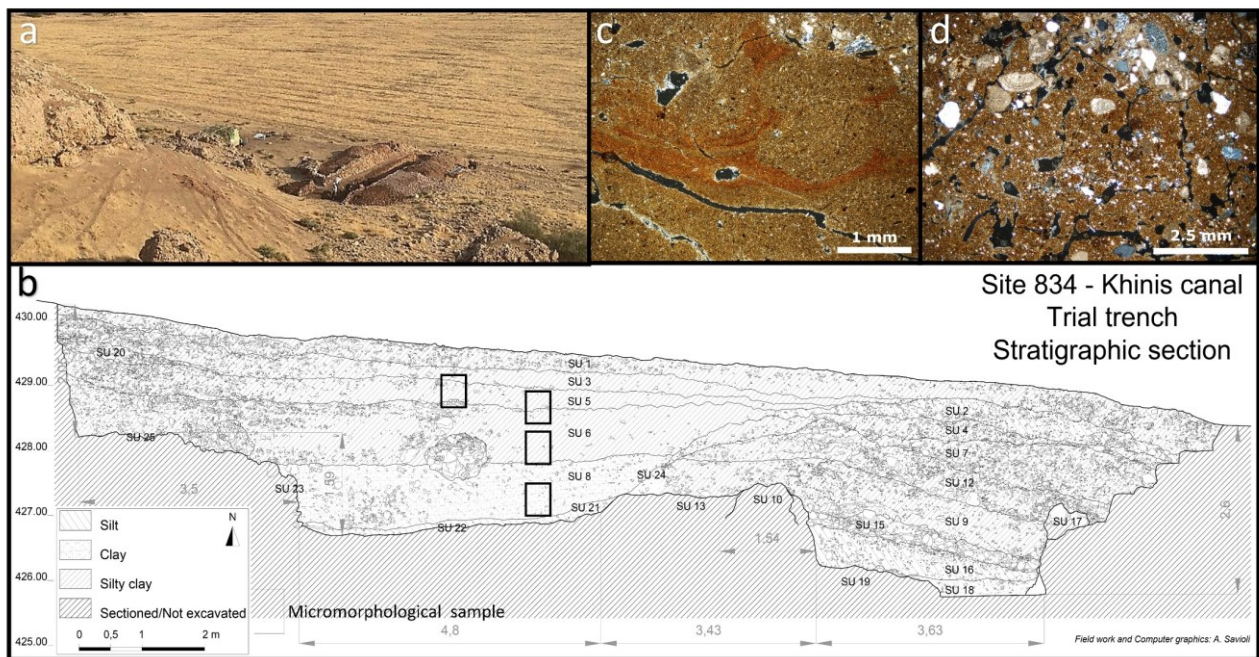 a
c
1 mm
d
2.5 mm
b
Site 834 - Khinis canal
Trial trench
Stratigraphic section
430.00
429.00
428.00
427.00
426.00
425.00
SU 20
SU 1
SU 3
SU 5
SU 2
SU 6
SU 4
SU 25
SU 7
SU 8
SU 24
SU 12
SU 23
1.89
3,5
SU 21
SU 13
SU 10
SU 9
SU 17
SU 22
SU 15
1.54
SU 16
SU 19
SU 18
2,6
Silt
N
Clay
Silty clay
Sectioned/Not excavated
Micromorphological sample
0 0,5 1 2 m
4,8
3,43
3,63
Field work and Computer graphics: A. Savioli